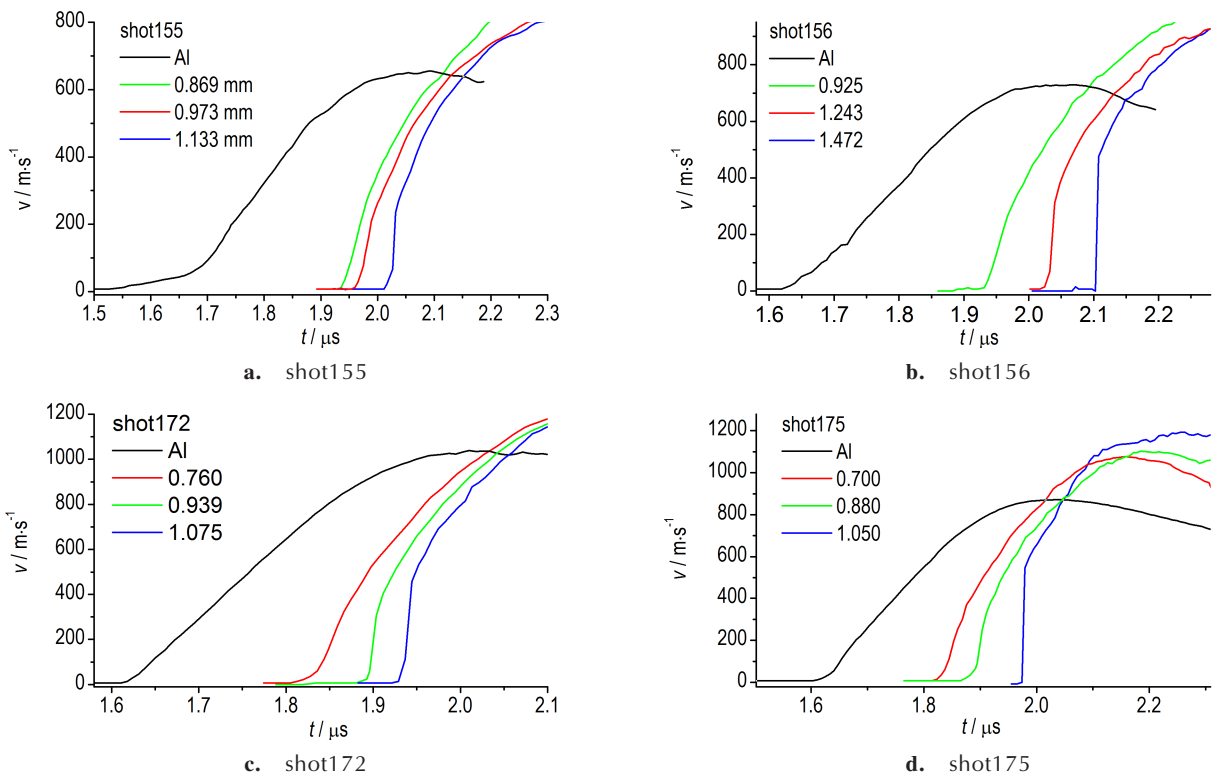 shot155
Al
0.869 mm
0.973 mm
1.133 mm
800
600
400
200
0
v / m·s⁻¹
1.5 1.6 1.7 1.8 1.9 2.0 2.1 2.2 2.3
t / μs
a. shot155
shot156
Al
0.925
1.243
1.472
800
600
400
200
0
v / m·s⁻¹
1.6 1.7 1.8 1.9 2.0 2.1 2.2
t / μs
b. shot156
shot172
Al
0.760
0.939
1.075
1200
1000
800
600
400
200
0
v / m·s⁻¹
1.6 1.7 1.8 1.9 2.0 2.1
t / μs
c. shot172
shot175
Al
0.700
0.880
1.050
1200
1000
800
600
400
200
0
v / m·s⁻¹
1.6 1.8 2.0 2.2
t / μs
d. shot175